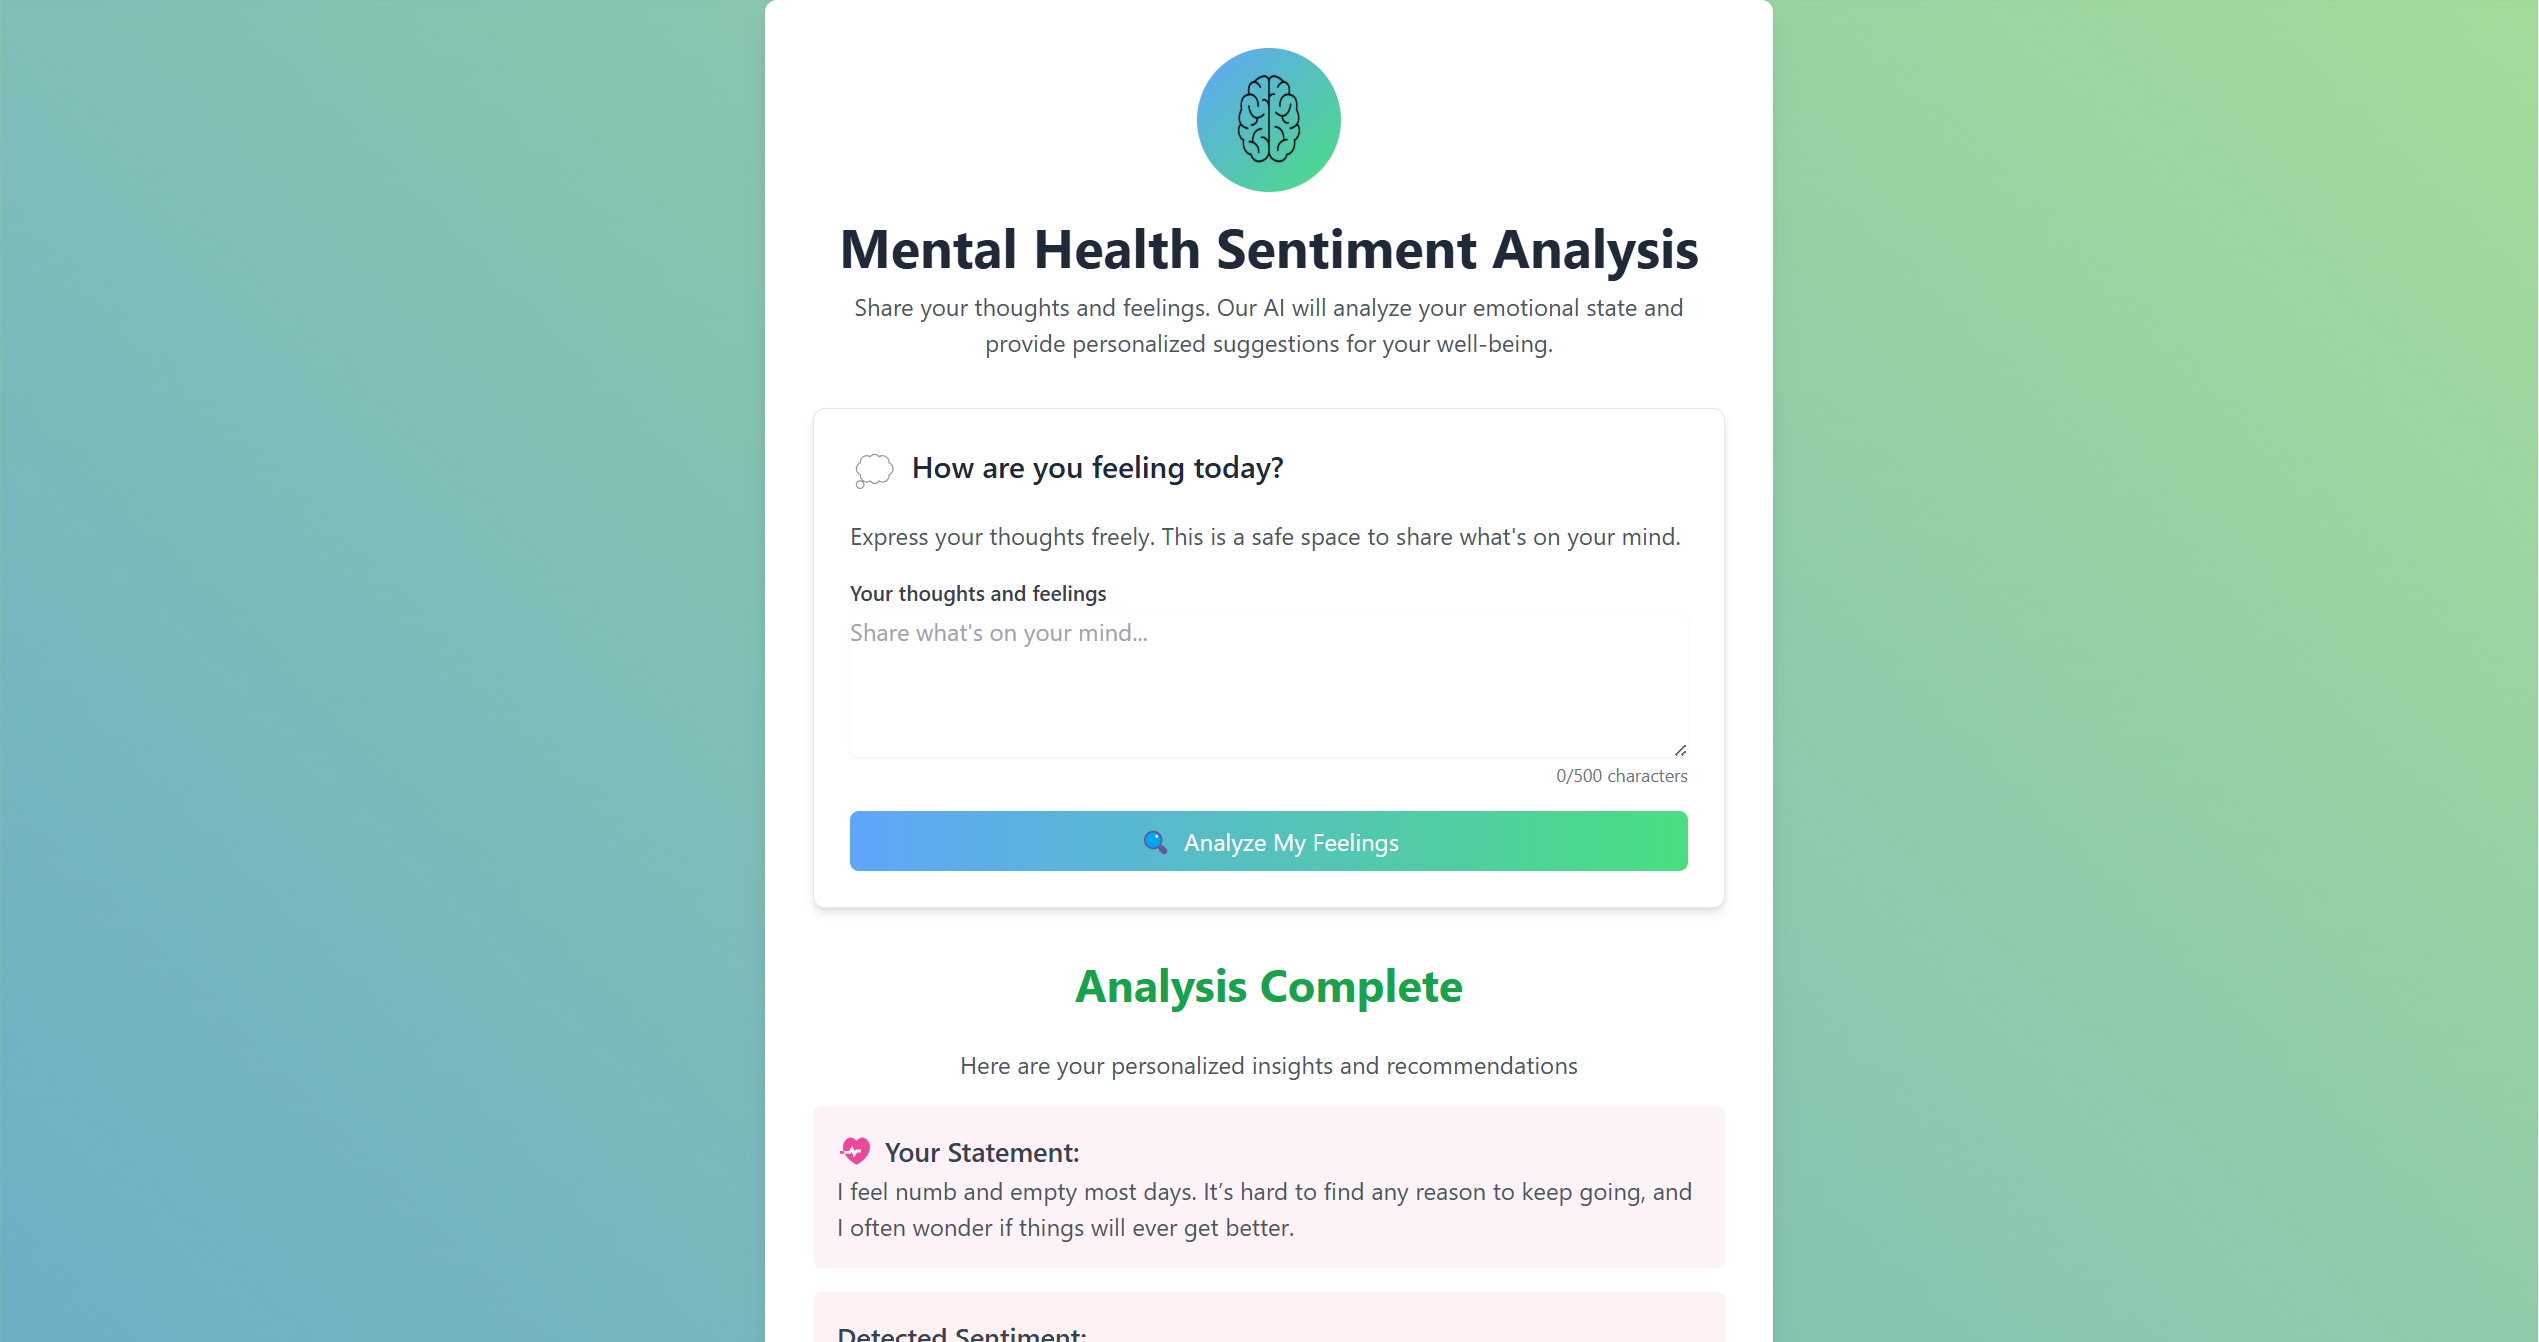 Mental Health Sentiment Analysis
Share your thoughts and feelings. Our AI will analyze your emotional state and
provide personalized suggestions for your well-being.
How are you feeling today?
Express your thoughts freely. This is a safe space to share what's on your mind.
Your thoughts and feelings
Share what's on your mind...
0/500 characters
Analyze My Feelings
Analysis Complete
Here are your personalized insights and recommendations
Your Statement:
I feel numb and empty most days. It’s hard to find any reason to keep going, and
I often wonder if things will ever get better.
Detected Sentiment: